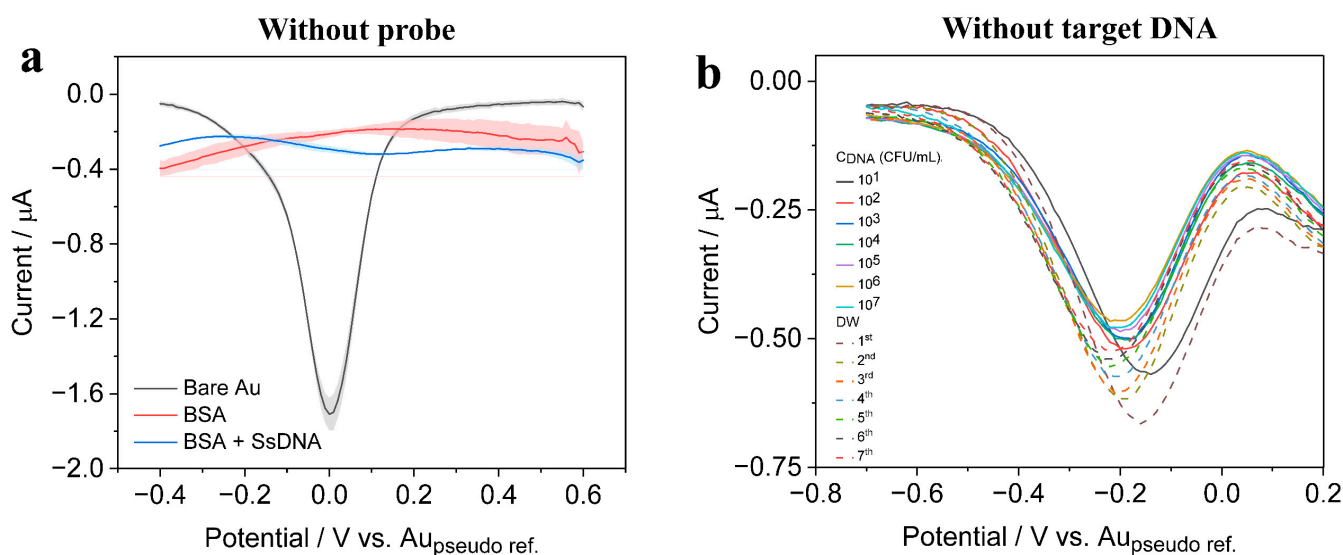 Without probe
a
0.0
−0.4
−0.8
−1.2
−1.6
−2.0
Current / μA
Bare Au
BSA
BSA + SsDNA
−0.4 −0.2 0.0 0.2 0.4 0.6
Potential / V vs. Au pseudo ref.
Without target DNA
b
0.00
−0.25
−0.50
−0.75
Current / μA
CDNA (CFU/mL)
10¹
10²
10³
10⁴
10⁵
10⁶
10⁷
DW
1st
2nd
3rd
4th
5th
6th
7th
−0.8 −0.6 −0.4 −0.2 0.0 0.2
Potential / V vs. Au pseudo ref.